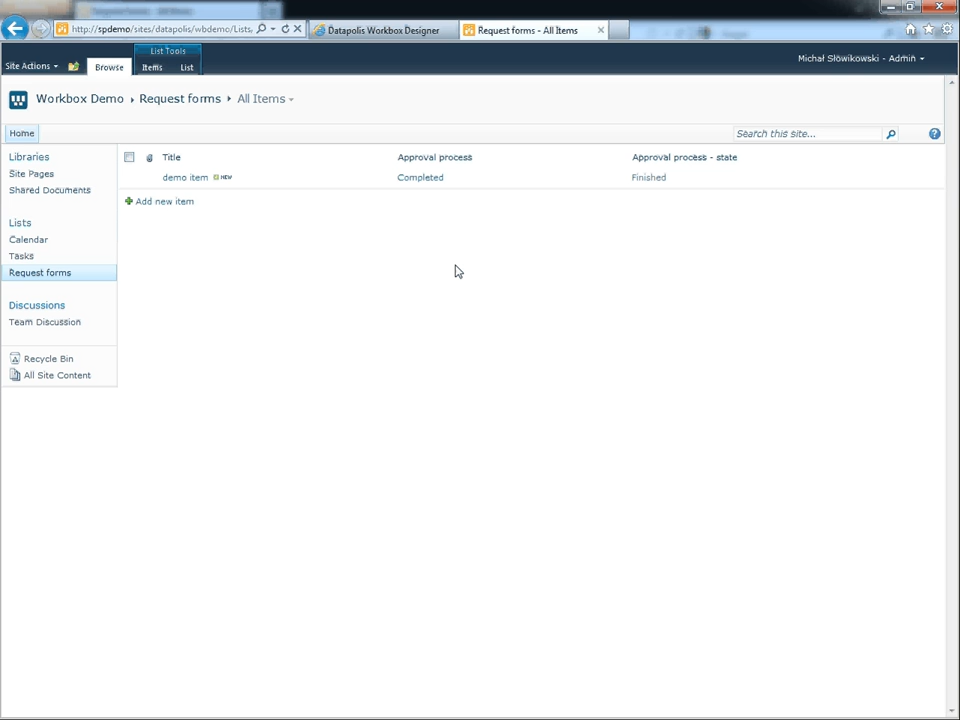 http://spdemo/sites/datapolis/wbdemo/Lists,
Datapolis Workbox Designer
Request forms - All Items
List Tools
Site Actions
Browse
Items
List
Michał Słowikowski - Admin
Workbox Demo
Request forms
All Items
Home
Search this site...
Libraries
Site Pages
Shared Documents
Lists
Calendar
Tasks
Request forms
Discussions
Team Discussion
Recycle Bin
All Site Content
Title
Approval process
Approval process - state
demo item NEW
Completed
Finished
Add new item